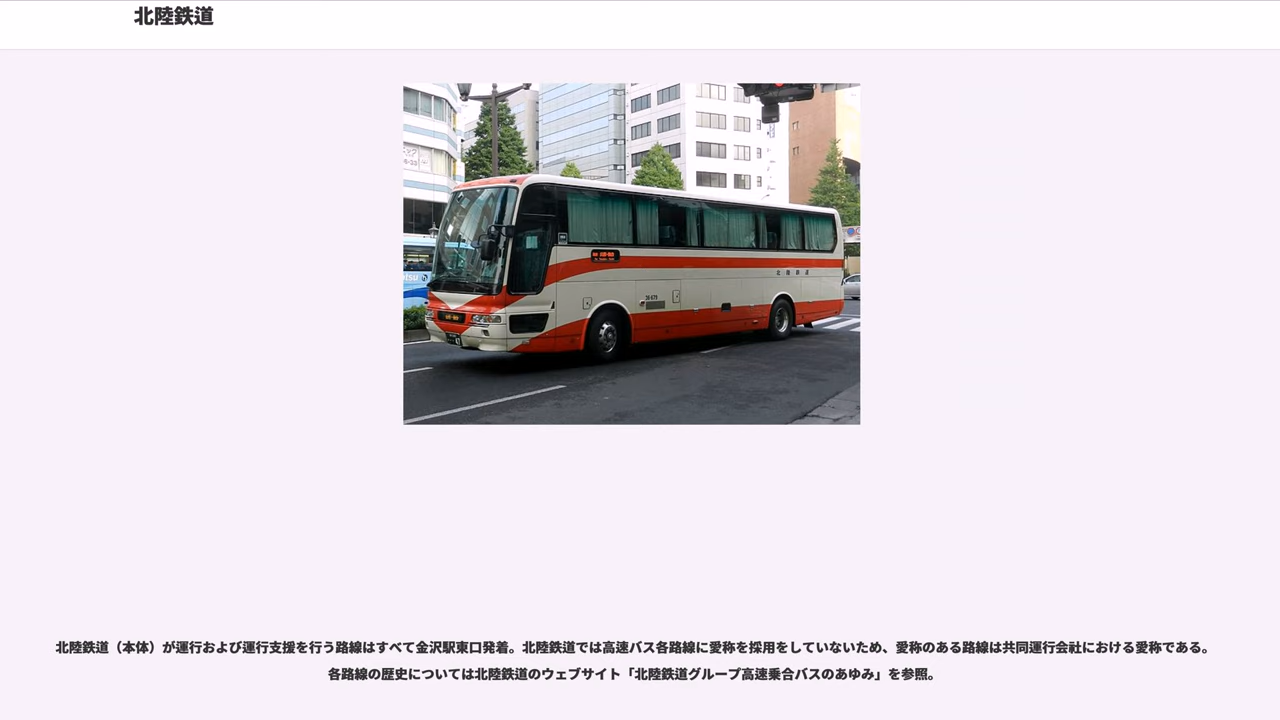 北陸鉄道
北陸鉄道
北陸鉄道（本体）が運行および運行支援を行う路線はすべて金沢駅東口発着。北陸鉄道では高速バス各路線に愛称を採用をしていないため、愛称のある路線は共同運行会社における愛称である。
各路線の歴史については北陸鉄道のウェブサイト「北陸鉄道グループ高速乗合バスのあゆみ」を参照。